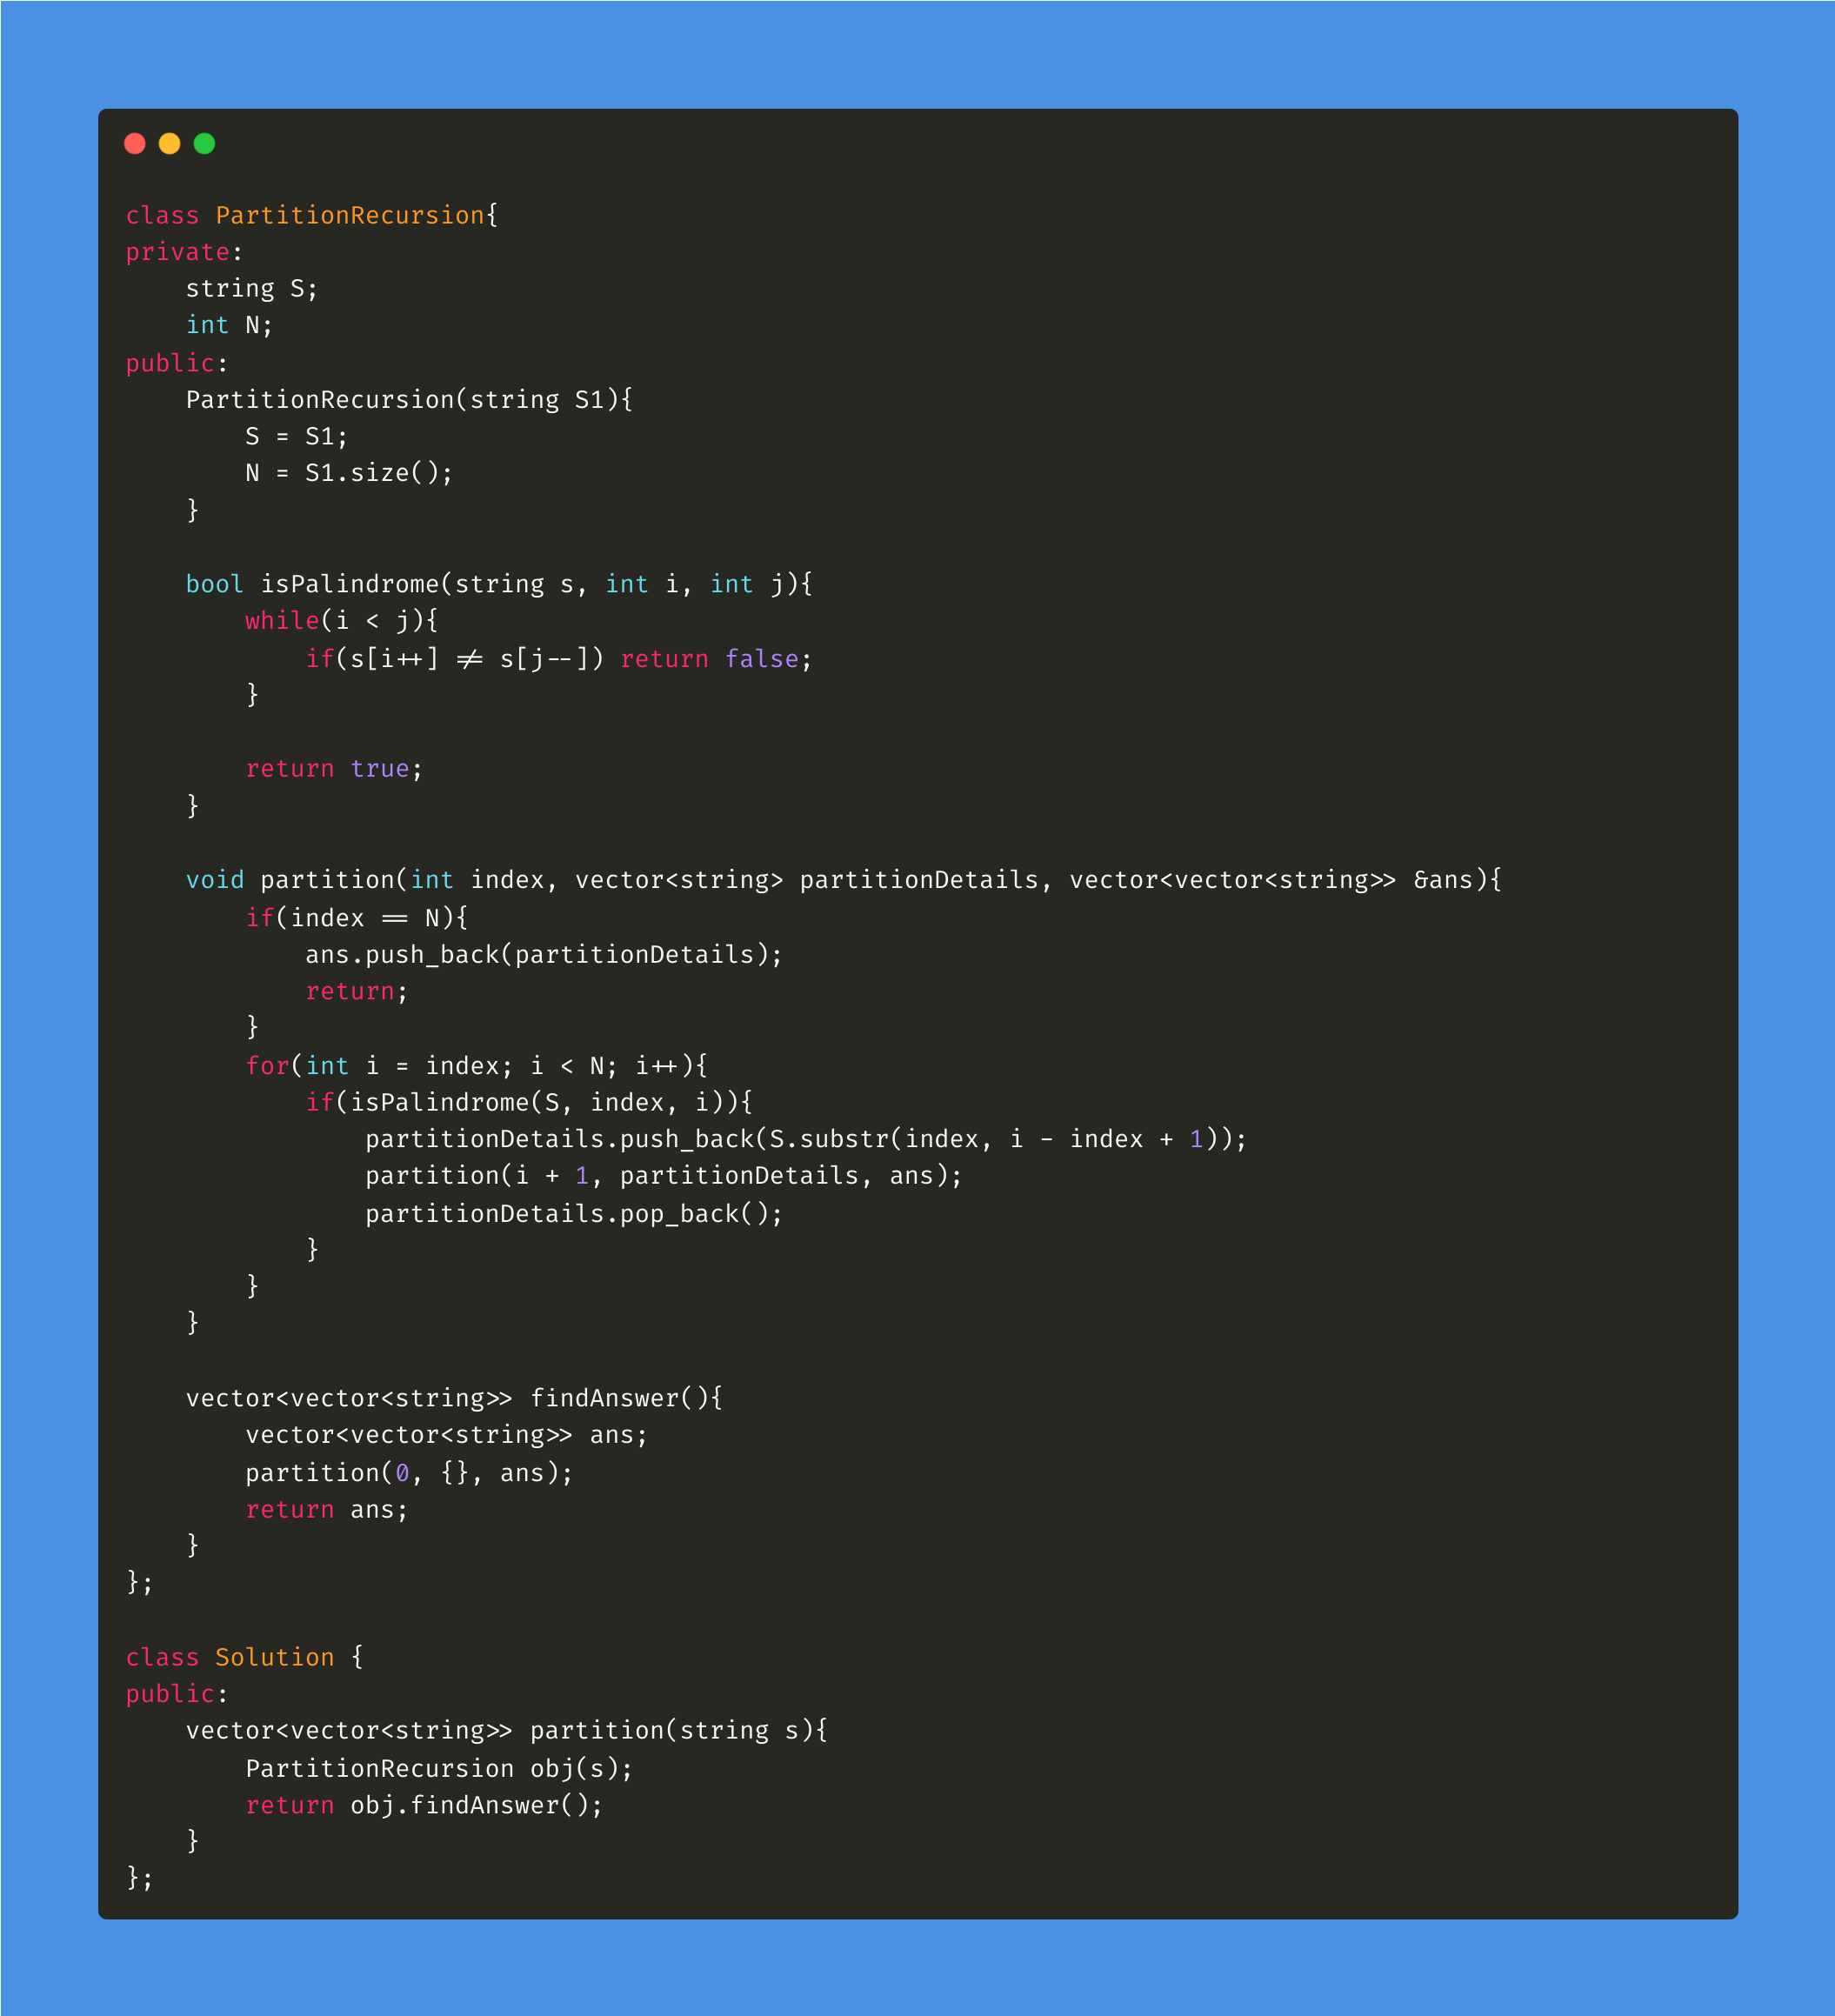 class PartitionRecursion{
private:
    string S;
    int N;
public:
    PartitionRecursion(string S1){
        S = S1;
        N = S1.size();
    }

    bool isPalindrome(string s, int i, int j){
        while(i < j){
            if(s[i++] != s[j--]) return false;
        }

        return true;
    }

    void partition(int index, vector<string> partitionDetails, vector<vector<string>> &ans){
        if(index == N){
            ans.push_back(partitionDetails);
            return;
        }
        for(int i = index; i < N; i++){
            if(isPalindrome(S, index, i)){
                partitionDetails.push_back(S.substr(index, i - index + 1));
                partition(i + 1, partitionDetails, ans);
                partitionDetails.pop_back();
            }
        }
    }

    vector<vector<string>> findAnswer(){
        vector<vector<string>> ans;
        partition(0, {}, ans);
        return ans;
    }
};

class Solution {
public:
    vector<vector<string>> partition(string s){
        PartitionRecursion obj(s);
        return obj.findAnswer();
    }
};